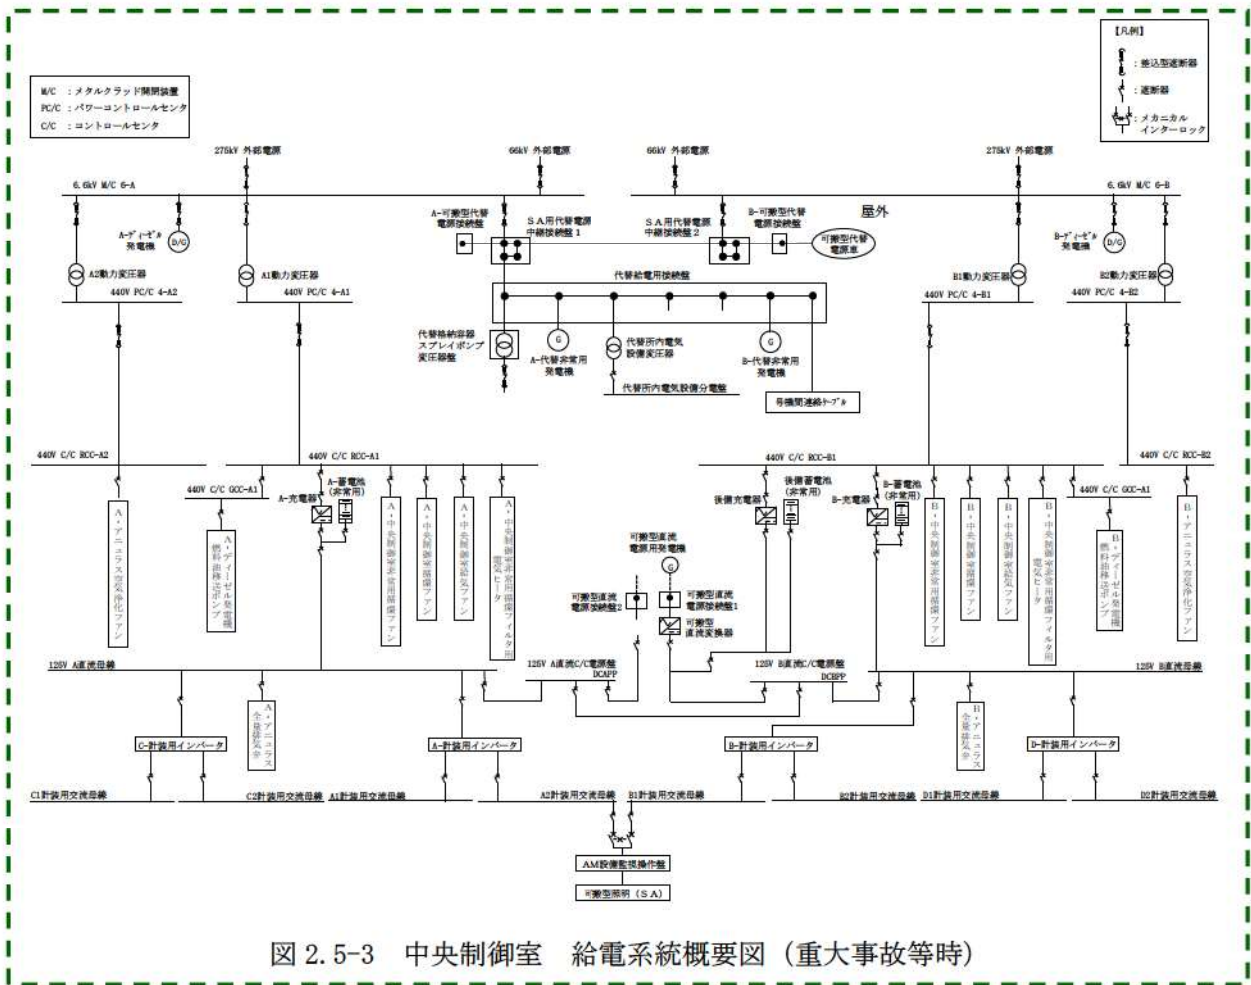 【凡例】
：差込型遮断器
：遮断器
：メカニカル
インターロック
M/C ：メタルクラッド開閉装置
PC/C ：パワーコントロールセンタ
C/C ：コントロールセンタ
275kV 外部電源
66kV 外部電源
66kV 外部電源
275kV 外部電源
6.6kV M/C 6-A
6.6kV M/C 6-B
屋外
A-ディーゼル
発電機
D/G
A-可搬型代替
電源接続盤
SA用代替電源
中継接続盤1
SA用代替電源
中継接続盤2
B-可搬型代替
電源接続盤
可搬型代替
電源車
B-ディーゼル
発電機
D/G
A2動力変圧器
A1動力変圧器
代替給電用接続盤
B1動力変圧器
B2動力変圧器
440V PC/C 4-A2
440V PC/C 4-A1
440V PC/C 4-B1
440V PC/C 4-B2
代替格納容器
スプレイポンプ
変圧器盤
G
A-代替非常用
発電機
代替所内電気
設備変圧器
G
B-代替非常用
発電機
代替所内電気設備分電盤
号機間連絡ケーブル
440V C/C RCC-A2
440V C/C RCC-A1
440V C/C RCC-B1
440V C/C RCC-B2
440V C/C GCC-A1
A-充電器
A-蓄電池
(非常用)
後備充電器
後備蓄電池
(非常用)
B-充電器
B-蓄電池
(非常用)
440V C/C GCC-A1
A・アニュラス空気浄化ファン
A・ディーゼル発電機
燃料油移送ポンプ
A・中央制御室非常用循環ファン
A・中央制御室循環ファン
A・中央制御室給気ファン
A・中央制御室非常用循環フィルタ用
電気ヒータ
B・中央制御室非常用循環ファン
B・中央制御室循環ファン
B・中央制御室給気ファン
B・中央制御室非常用循環フィルタ用
電気ヒータ
B・ディーゼル発電機
燃料油移送ポンプ
B・アニュラス空気浄化ファン
可搬型直流
電源用発電機
G
可搬型直流
電源接続盤2
可搬型直流
電源接続盤1
可搬型
直流変換器
125V A直流母線
125V A直流C/C電源盤
DCAPP
125V B直流C/C電源盤
DCBPP
125V B直流母線
A・アニュラス
全量排気弁
B・アニュラス
全量排気弁
C-計装用インバータ
A-計装用インバータ
B-計装用インバータ
D-計装用インバータ
C1計装用交流母線
C2計装用交流母線
A1計装用交流母線
A2計装用交流母線
B1計装用交流母線
B2計装用交流母線
D1計装用交流母線
D2計装用交流母線
AM設備監視操作盤
可搬型照明（SA）
図 2.5-3 中央制御室 給電系統概要図（重大事故等時）